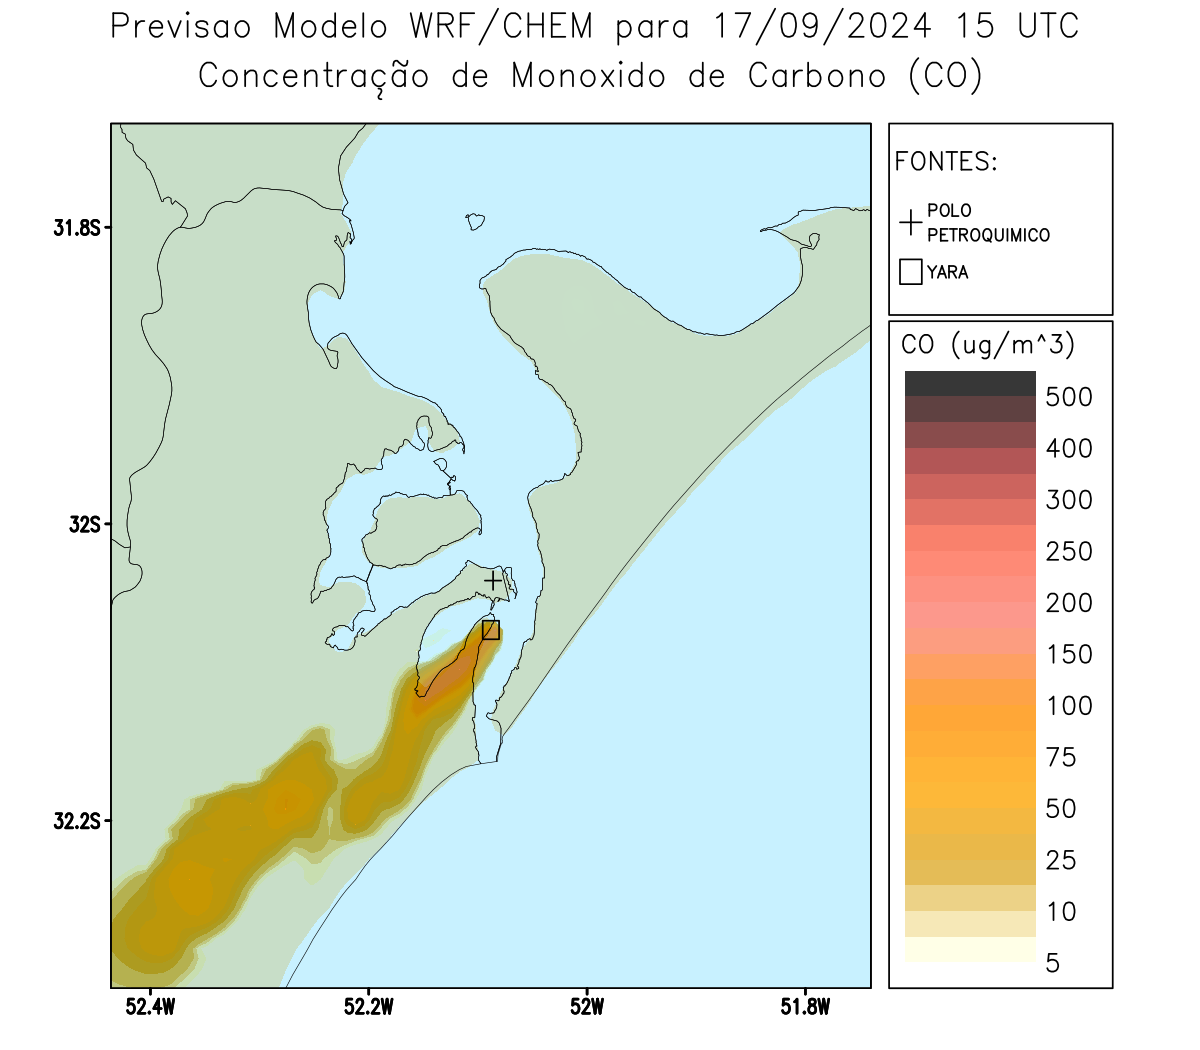 Previsao Modelo WRF/CHEM para 17/09/2024 15 UTC
Concentração de Monoxido de Carbono (CO)
FONTES:
POLO
PETROQUIMICO
YARA
CO (ug/m^3)
500
400
300
250
200
150
100
75
50
25
10
5
31.8S
32S
32.2S
52.4W
52.2W
52W
51.8W